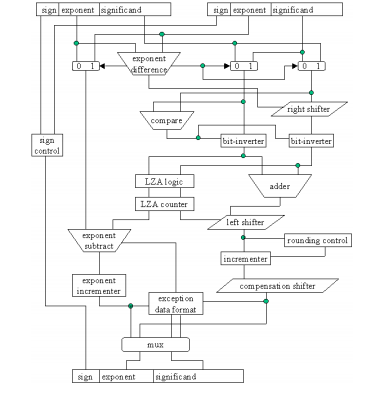 sign exponent significand sign exponent significand
0 1 exponent difference 0 1 0 1
right shifter
compare
bit-inverter bit-inverter
sign control
LZA logic
adder
LZA counter
left shifter
exponent subtract
rounding control
incrementer
exponent incrementer
compensation shifter
exception data format
mux
sign exponent significand